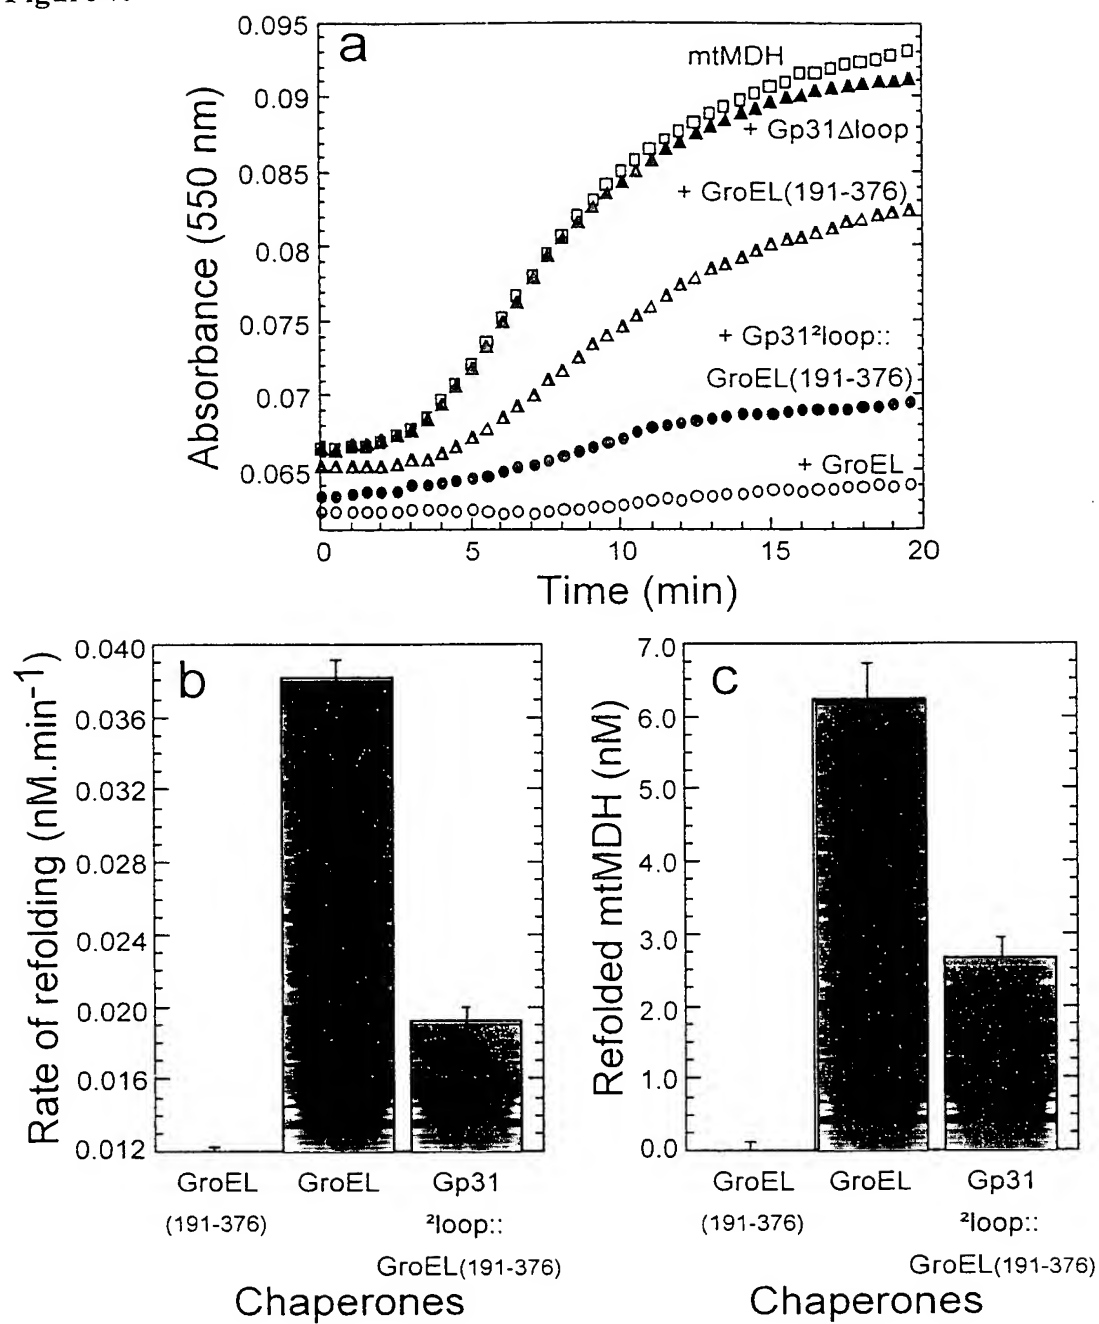 a
0.095
0.09
0.085
0.08
0.075
0.07
0.065
Absorbance (550 nm)
mtMDH
+ Gp31Δloop
+ GroEL(191-376)
+ Gp31²loop::
GroEL(191-376)
+ GroEL
0 5 10 15 20
Time (min)
b
0.040
0.036
0.032
0.028
0.024
0.020
0.016
0.012
Rate of refolding (nM.min⁻¹)
GroEL GroEL Gp31
(191-376) ²loop::
GroEL(191-376)
Chaperones
c
7.0
6.0
5.0
4.0
3.0
2.0
1.0
0.0
Refolded mtMDH (nM)
GroEL GroEL Gp31
(191-376) ²loop::
GroEL(191-376)
Chaperones